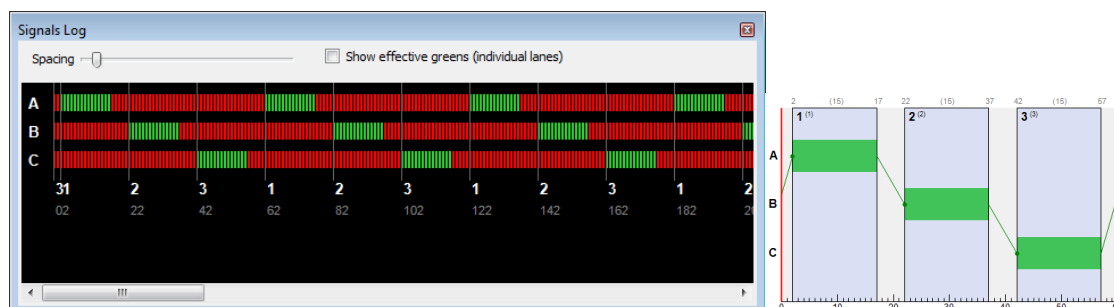 Signals Log
Spacing
Show effective greens (individual lanes)
A
B
C
31 2 3 1 2 3 1 2 3 1 2
02 22 42 62 82 102 122 142 162 182
2 (15) 17 22 (15) 37 42 (15) 57
1 (1) 2 (2) 3 (3)
A
B
C
0 10